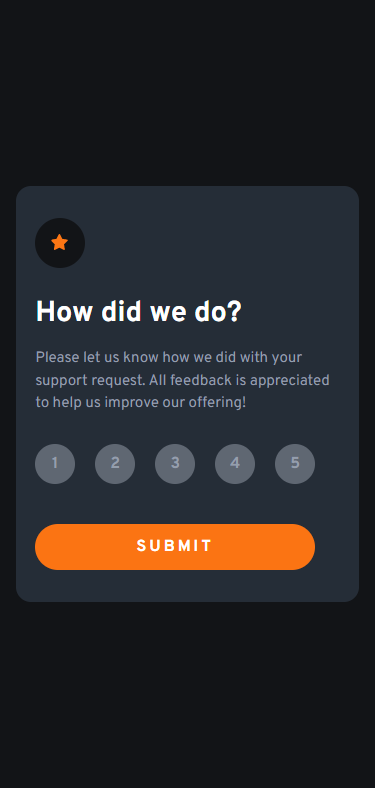 How did we do?
Please let us know how we did with your
support request. All feedback is appreciated
to help us improve our offering!
1 2 3 4 5
SUBMIT